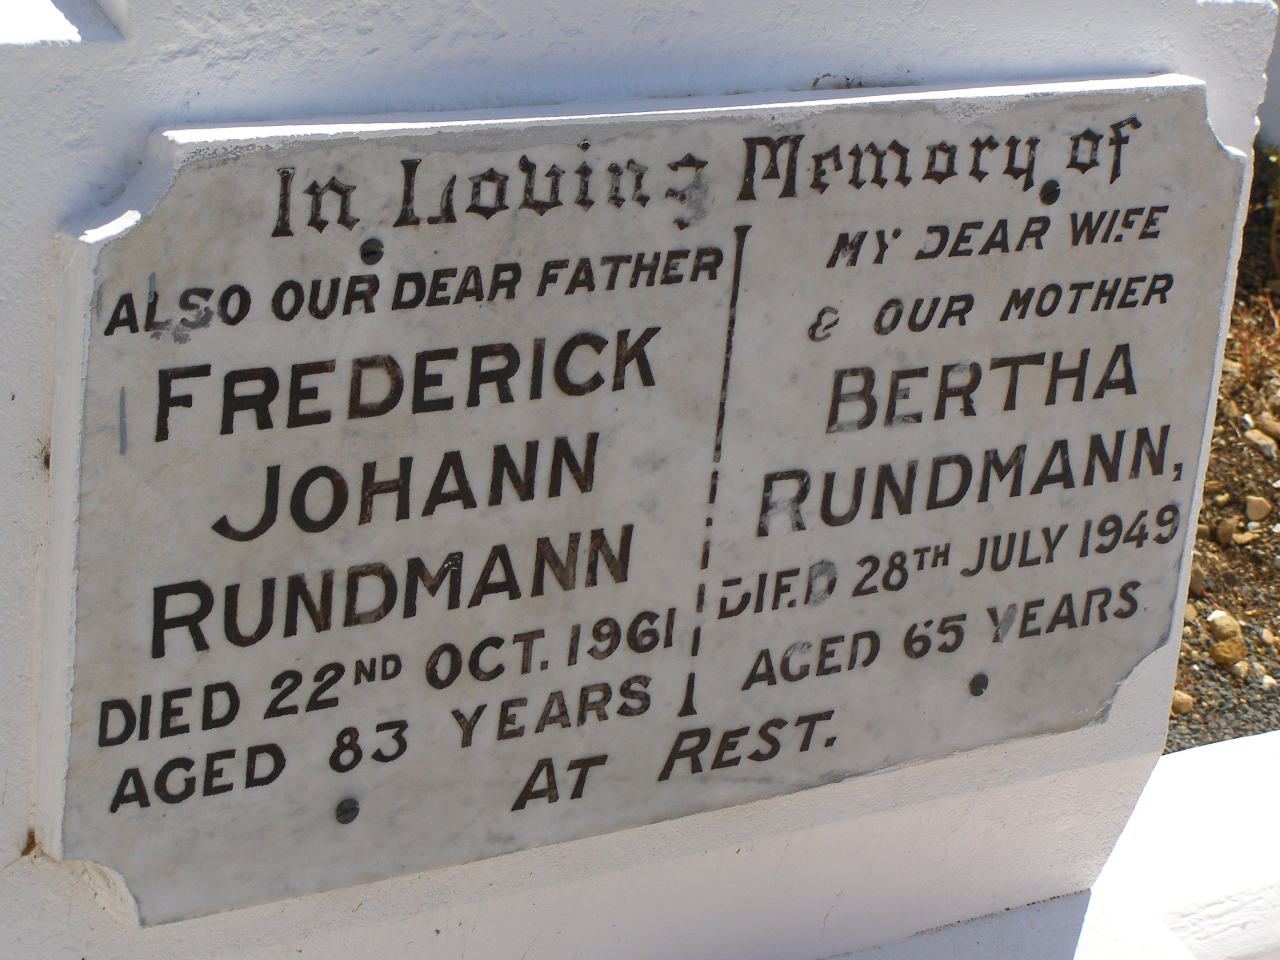 In Loving Memory of
ALSO OUR DEAR FATHER
FREDERICK
JOHANN
RUNDMANN
DIED 22ND OCT. 1961
AGED 83 YEARS
MY DEAR WIFE
& OUR MOTHER
BERTHA
RUNDMANN,
DIED 28TH JULY 1949
AGED 65 YEARS.
AT REST.